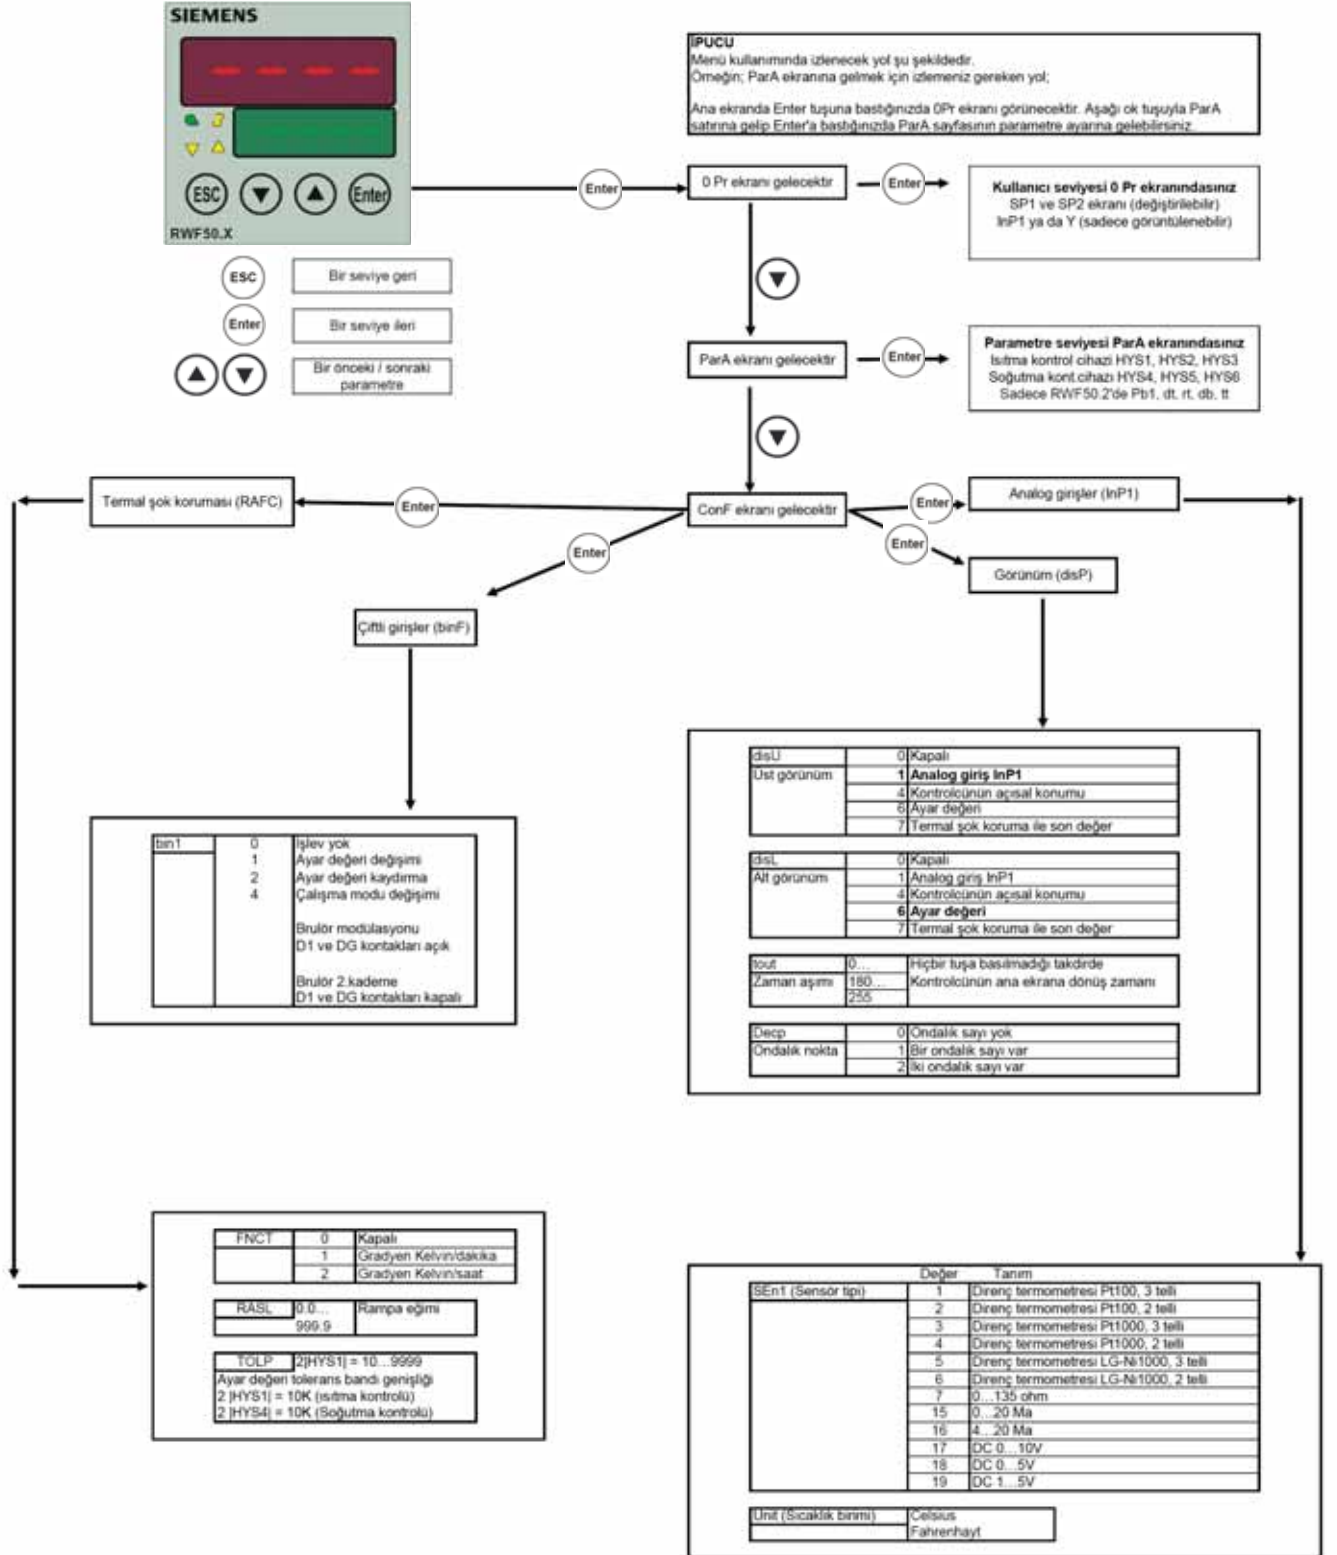 SIEMENS
ESC
Enter
RWF50.X
İPUCU
Menü kullanımında izlenecek yol şu şekildedir.
Örneğin; ParA ekranına gelmek için izlemeniz gereken yol;
Ana ekranda Enter tuşuna bastığınızda 0Pr ekranı görünecektir. Aşağı ok tuşuyla ParA
satırına gelip Enter'a bastığınızda ParA sayfasının parametre ayarına gelebilirsiniz.
Enter
0 Pr ekranı gelecektir
Enter
Kullanıcı seviyesi 0 Pr ekranındasınız
SP1 ve SP2 ekranı (değiştirilebilir)
InP1 ya da Y (sadece görüntülenebilir)
ESC
Bir seviye geri
Enter
Bir seviye ileri
Bir önceki / sonraki
parametre
ParA ekranı gelecektir
Enter
Parametre seviyesi ParA ekranındasınız
Isıtma kontrol cihazı HYS1, HYS2, HYS3
Soğutma kont.cihazı HYS4, HYS5, HYS6
Sadece RWF50.2'de Pb1, dt, rt, db, tt
Termal şok koruması (RAFC)
Enter
ConF ekranı gelecektir
Enter
Analog girişler (InP1)
Enter
Enter
Görünüm (disP)
Çiftli girişler (binF)
disU 0 Kapalı
Üst görünüm 1 Analog giriş InP1
4 Kontrolcünün açısal konumu
6 Ayar değeri
7 Termal şok koruma ile son değer
disL 0 Kapalı
Alt görünüm 1 Analog giriş InP1
4 Kontrolcünün açısal konumu
6 Ayar değeri
7 Termal şok koruma ile son değer
tout 0... Hiçbir tuşa basılmadığı takdirde
Zaman aşımı 180... Kontrolcünün ana ekrana dönüş zamanı
255
Decp 0 Ondalık sayı yok
Ondalık nokta 1 Bir ondalık sayı var
2 İki ondalık sayı var
bin1 0 İşlev yok
1 Ayar değeri değişimi
2 Ayar değeri kaydırma
4 Çalışma modu değişimi
Brulör modülasyonu
D1 ve DG kontakları açık
Brulör 2.kademe
D1 ve DG kontakları kapalı
FNCT 0 Kapalı
1 Gradyen Kelvin/dakika
2 Gradyen Kelvin/saat
RASL 0.0... Rampa eğimi
999.9
TOLP 2|HYS1| = 10...9999
Ayar değeri tolerans bandı genişliği
2 |HYS1| = 10K (ısıtma kontrolü)
2 |HYS4| = 10K (Soğutma kontrolü)
Değer Tanım
SEn1 (Sensör tipi) 1 Direnç termometresi Pt100, 3 telli
2 Direnç termometresi Pt100, 2 telli
3 Direnç termometresi Pt1000, 3 telli
4 Direnç termometresi Pt1000, 2 telli
5 Direnç termometresi LG-Ni1000, 3 telli
6 Direnç termometresi LG-Ni1000, 2 telli
7 0...135 ohm
15 0...20 Ma
16 4...20 Ma
17 DC 0...10V
18 DC 0...5V
19 DC 1...5V
Unit (Sıcaklık birimi) Celsius
Fahrenhayt